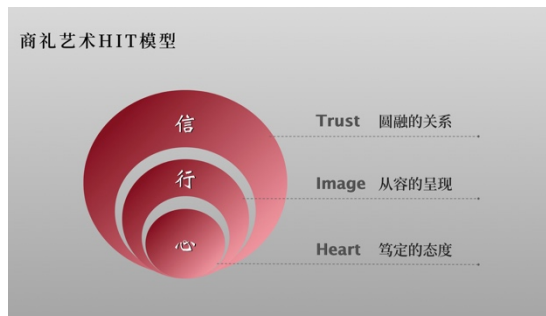 商礼艺术HIT模型
信
Trust 圆融的关系
行
Image 从容的呈现
心
Heart 笃定的态度